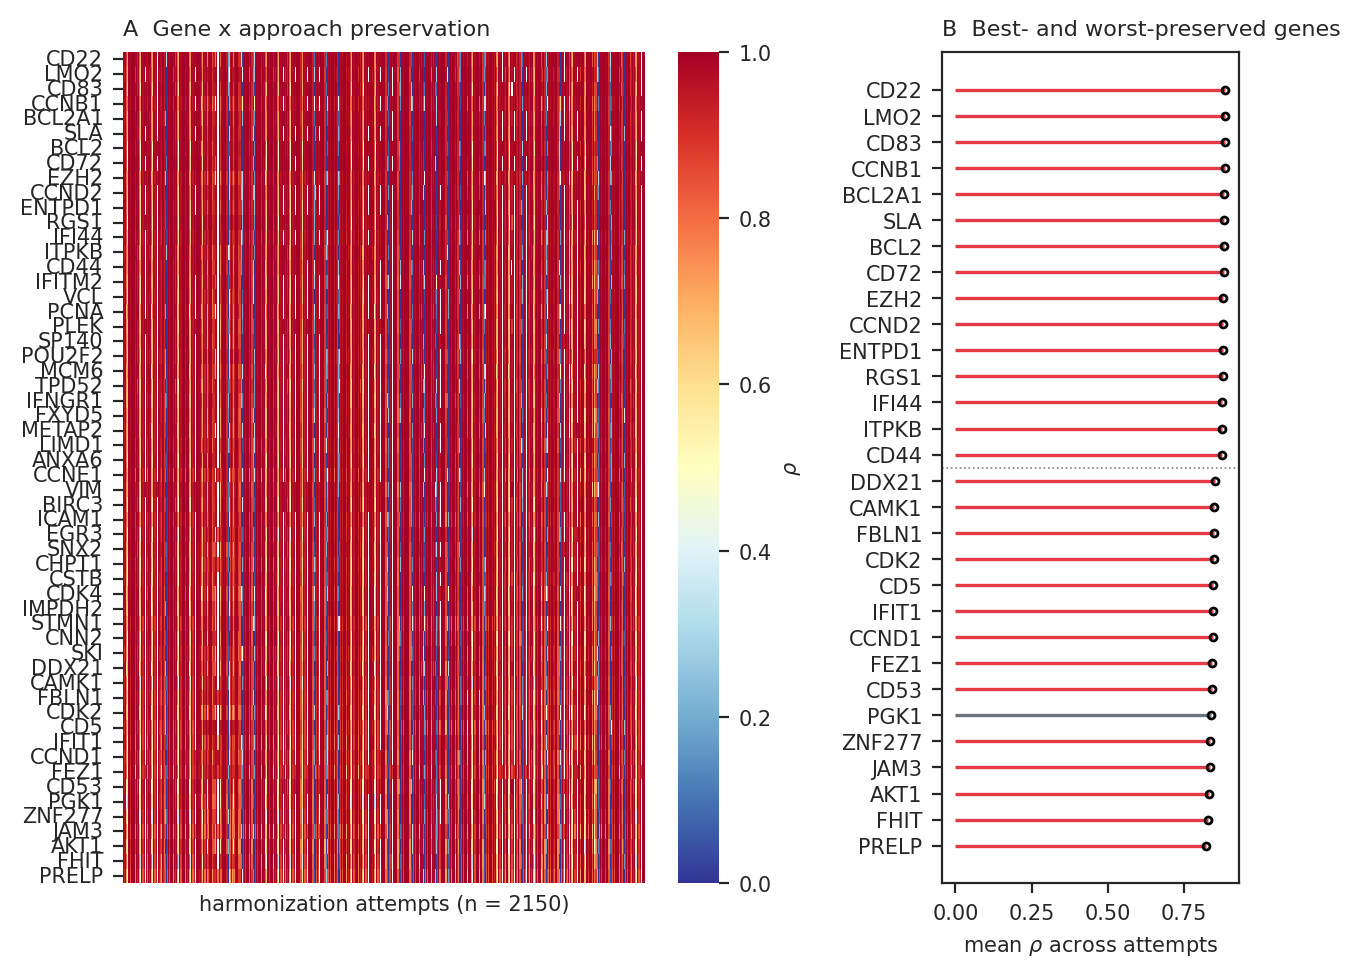 A  Gene x approach preservation
CD22
LMO2
CD83
CCNB1
BCL2A1
SLA
BCL2
CD72
EZH2
CCND2
ENTPD1
RGS1
IFI44
ITPKB
CD44
IFITM2
VCL
PCNA
PLEK
SPT40
POU2F2
MCM6
TPD52
IFNGR1
FXYD5
METAP2
LIMD1
ANXA6
CCNE1
VIM
BIRC3
ICAM1
EGR3
SNX2
CHPT1
CSTB
CDK4
IMPDH2
STMN1
CNN2
SKI
DDX21
CAMK1
FBLN1
CDK2
CD5
IFIT1
CCND1
FEZ1
CD53
PGK1
ZNF277
JAM3
AKT1
FHIT
PRELP
harmonization attempts (n = 2150)
1.0
0.8
0.6
0.4
0.2
0.0
ρ
B  Best- and worst-preserved genes
CD22
LMO2
CD83
CCNB1
BCL2A1
SLA
BCL2
CD72
EZH2
CCND2
ENTPD1
RGS1
IFI44
ITPKB
CD44
DDX21
CAMK1
FBLN1
CDK2
CD5
IFIT1
CCND1
FEZ1
CD53
PGK1
ZNF277
JAM3
AKT1
FHIT
PRELP
0.00 0.25 0.50 0.75
mean ρ across attempts